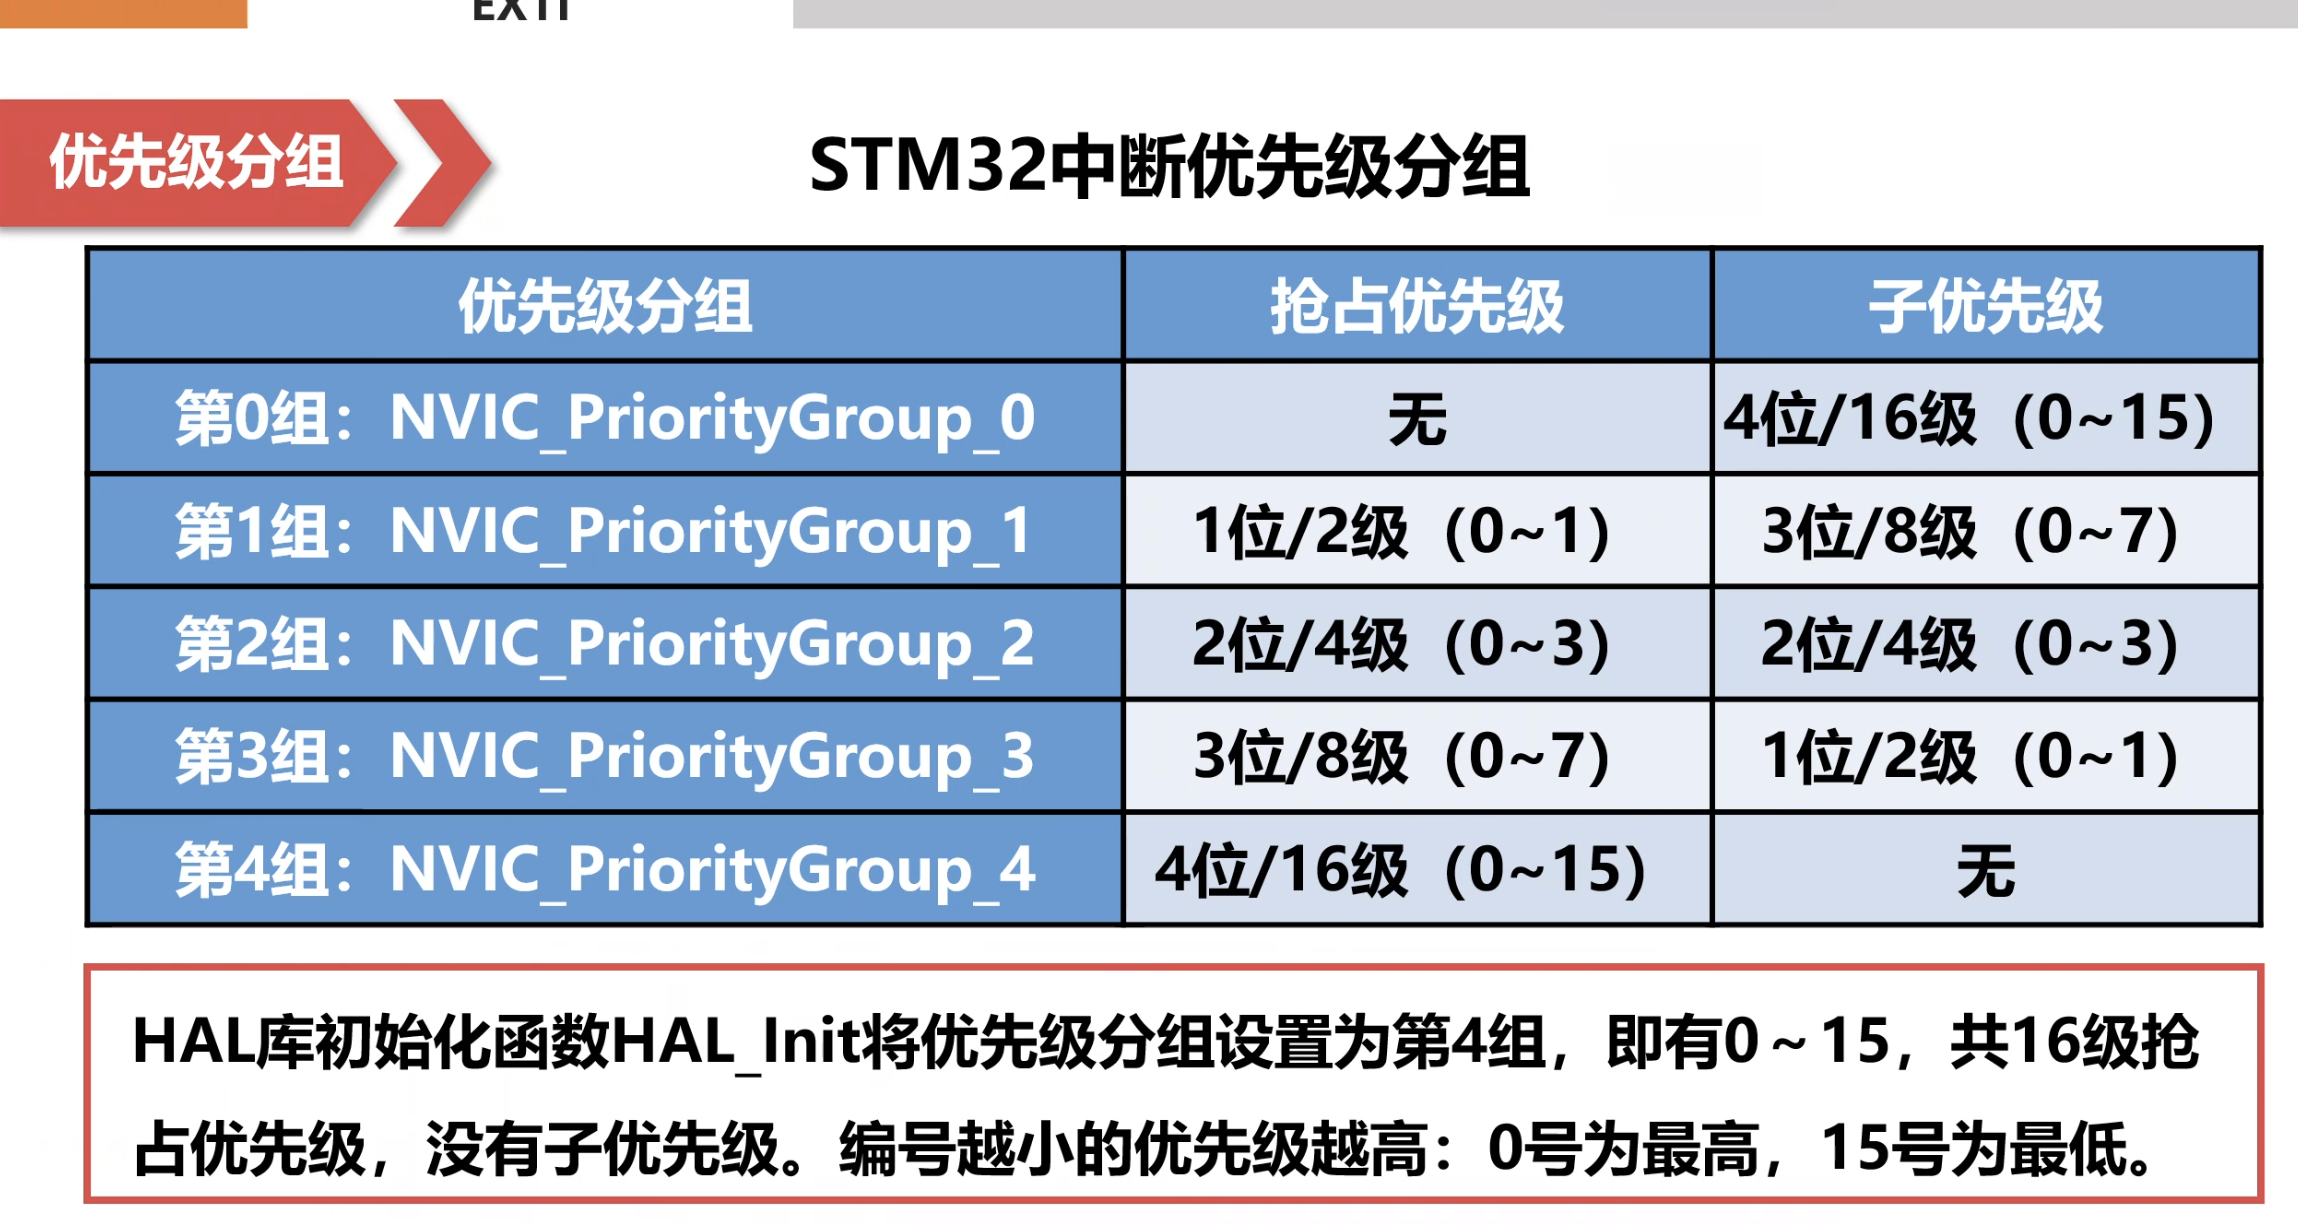 EXTI
优先级分组
STM32中断优先级分组
优先级分组 抢占优先级 子优先级
第0组：NVIC_PriorityGroup_0 无 4位/16级（0~15）
第1组：NVIC_PriorityGroup_1 1位/2级（0~1） 3位/8级（0~7）
第2组：NVIC_PriorityGroup_2 2位/4级（0~3） 2位/4级（0~3）
第3组：NVIC_PriorityGroup_3 3位/8级（0~7） 1位/2级（0~1）
第4组：NVIC_PriorityGroup_4 4位/16级（0~15） 无
HAL库初始化函数HAL_Init将优先级分组设置为第4组，即有0～15，共16级抢
占优先级，没有子优先级。编号越小的优先级越高：0号为最高，15号为最低。